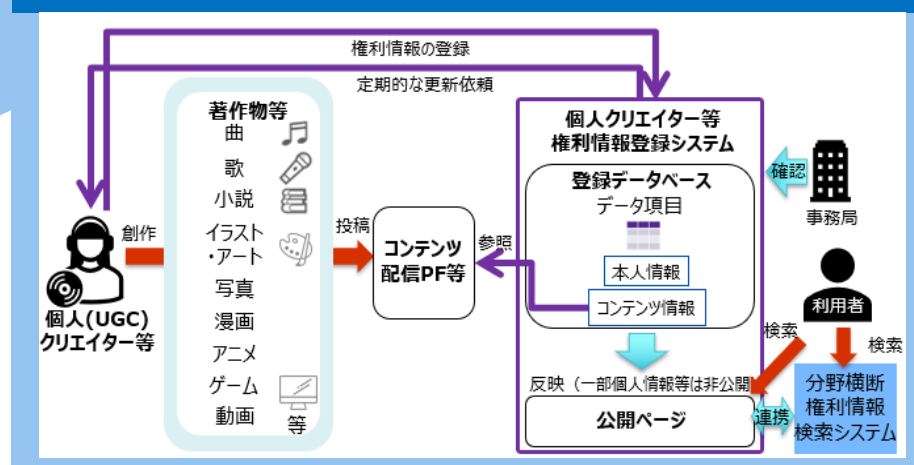 権利情報の登録
定期的な更新依頼
著作物等
曲
歌
小説
イラスト
・アート
写真
漫画
アニメ
ゲーム
動画
等
創作
個人(UGC)
クリエイター等
投稿
コンテンツ
配信PF等
参照
個人クリエイター等
権利情報登録システム
登録データベース
データ項目
本人情報
コンテンツ情報
反映（一部個人情報等は非公開
公開ページ
確認
事務局
利用者
検索
検索
連携
分野横断
権利情報
検索システム